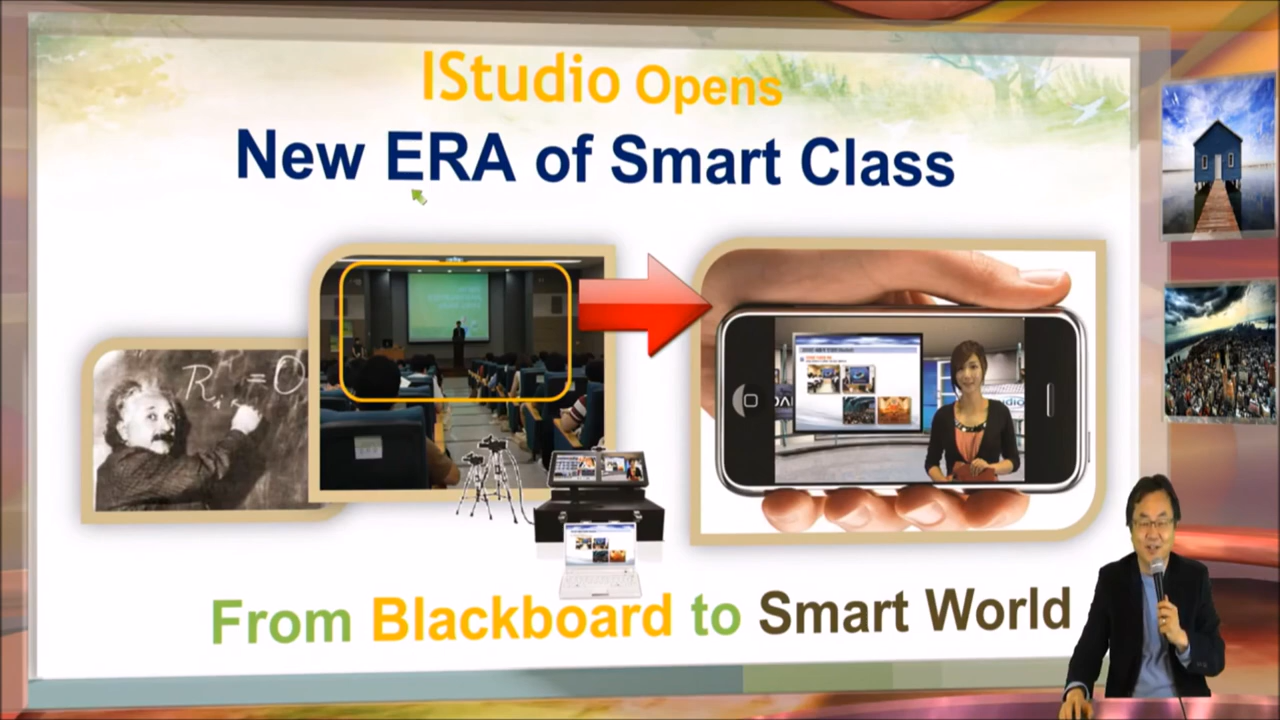 IStudio Opens
New ERA of Smart Class
From Blackboard to Smart World